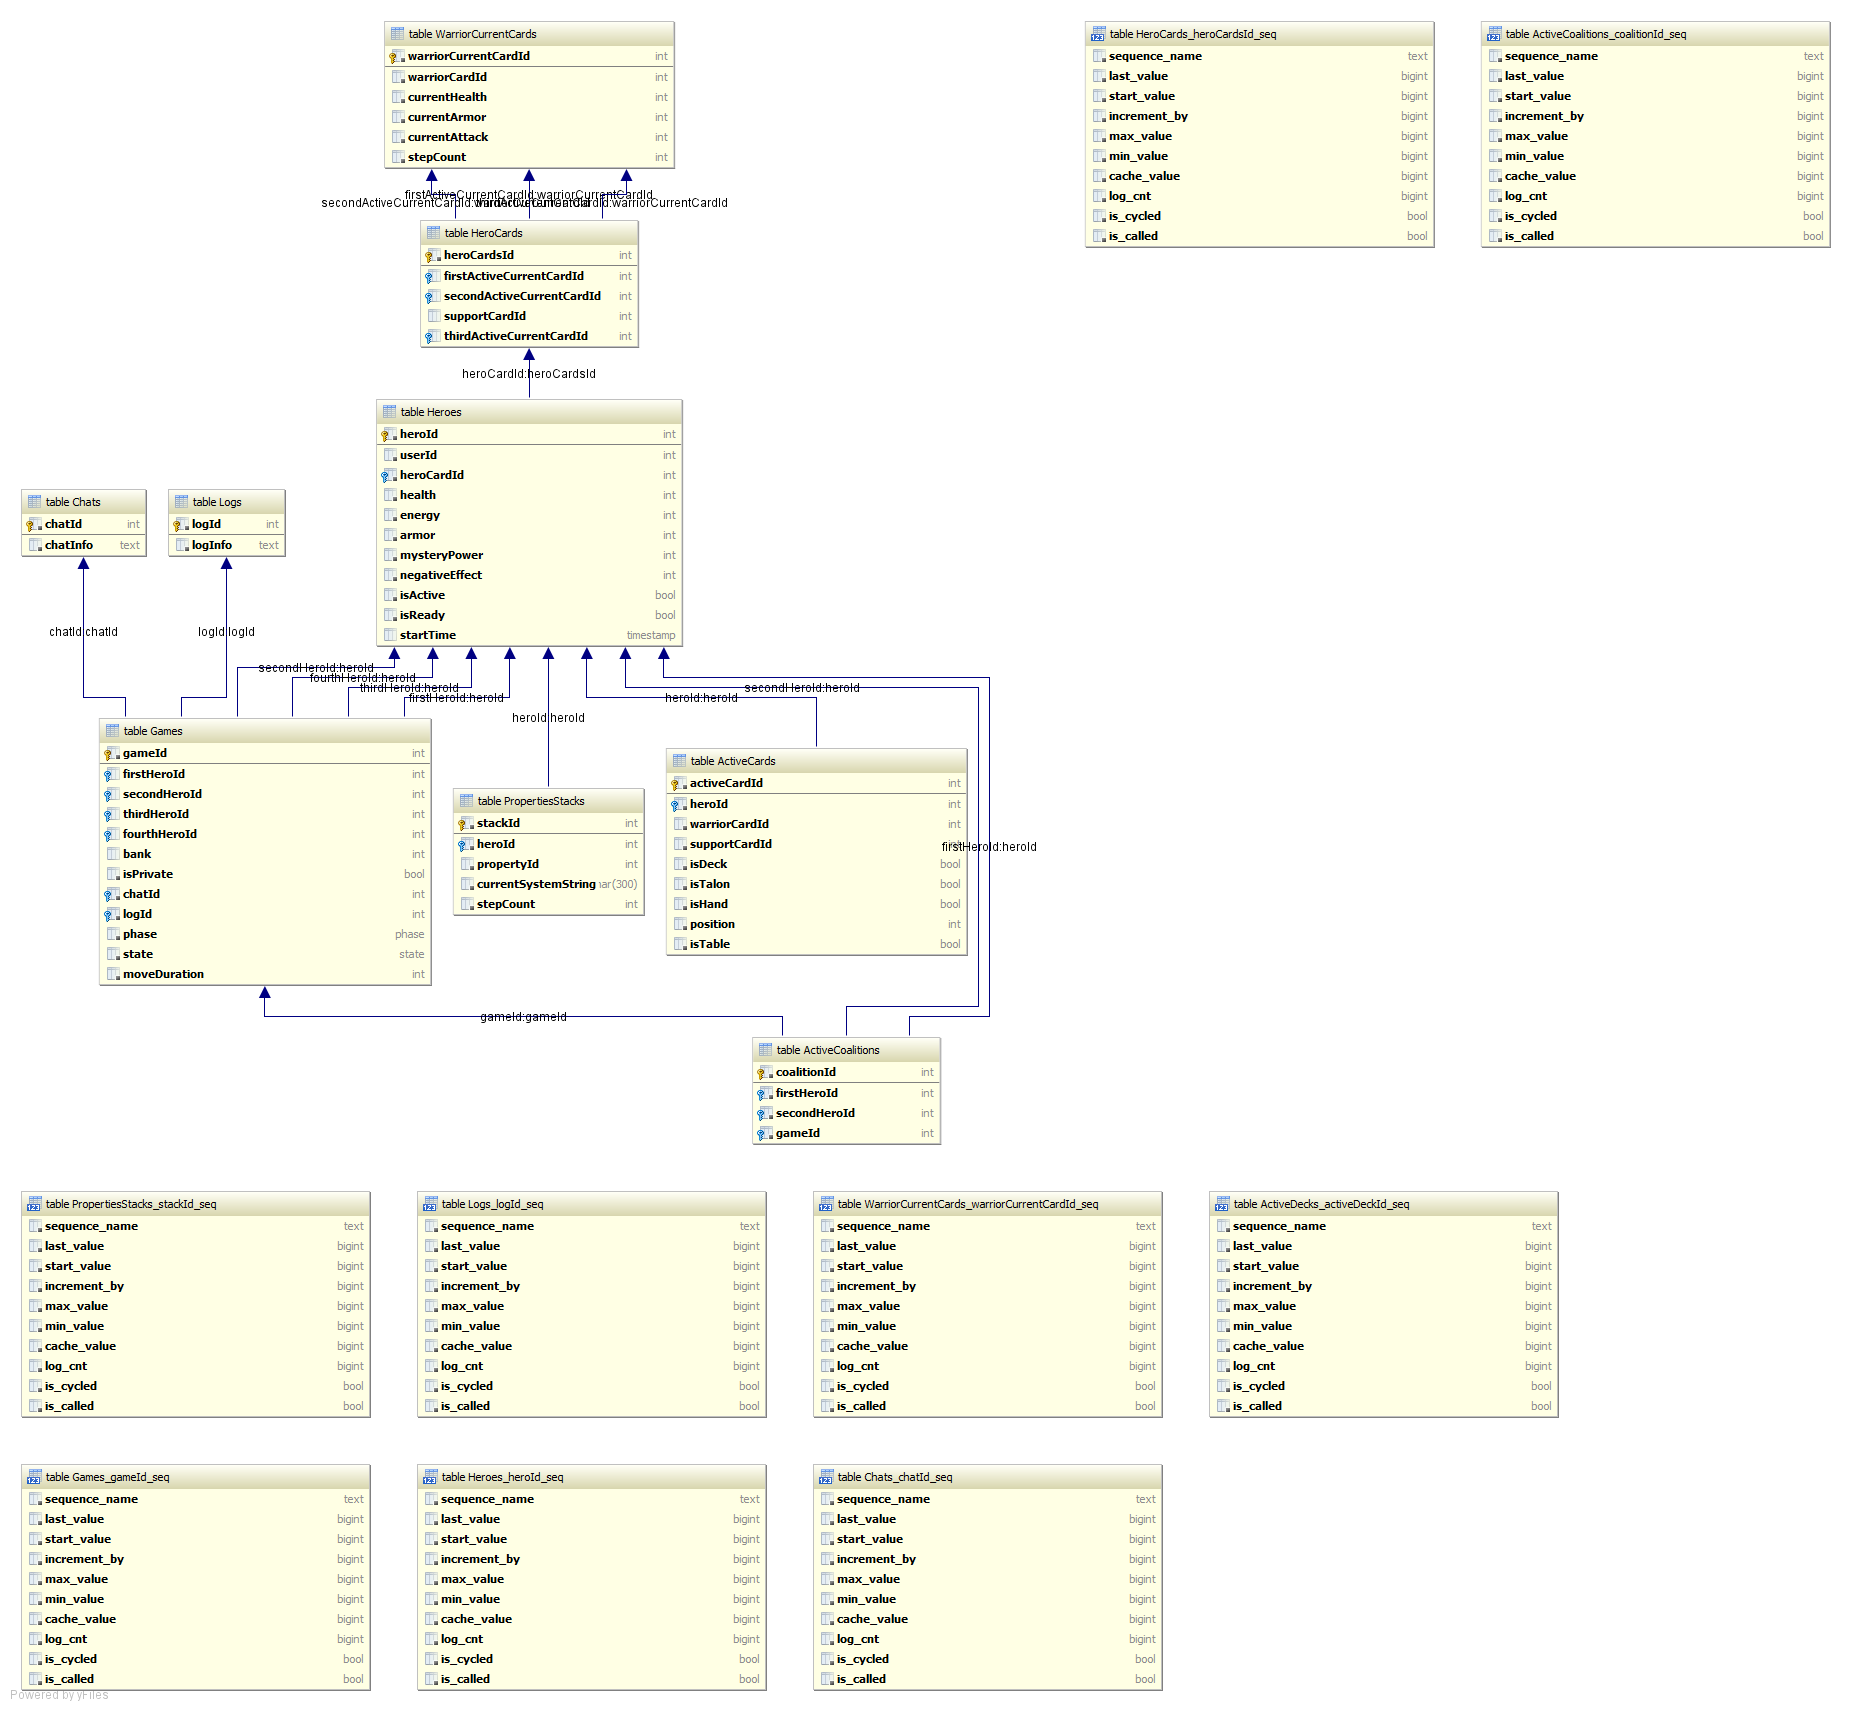 table WarriorCurrentCards
warriorCurrentCardId int
warriorCardId int
currentHealth int
currentArmor int
currentAttack int
stepCount int
table HeroCards_heroCardsId_seq
sequence_name text
last_value bigint
start_value bigint
increment_by bigint
max_value bigint
min_value bigint
cache_value bigint
log_cnt bigint
is_cycled bool
is_called bool
table ActiveCoalitions_coalitionId_seq
sequence_name text
last_value bigint
start_value bigint
increment_by bigint
max_value bigint
min_value bigint
cache_value bigint
log_cnt bigint
is_cycled bool
is_called bool
firstActiveCurrentCardId:warriorCurrentCardId
secondActiveCurrentCardId:
warriorCurrentCardId
table HeroCards
heroCardsId int
firstActiveCurrentCardId int
secondActiveCurrentCardId int
supportCardId int
thirdActiveCurrentCardId int
heroCardId:heroCardsId
table Heroes
heroId int
userId int
heroCardId int
health int
energy int
armor int
mysteryPower int
negativeEffect int
isActive bool
isReady bool
startTime timestamp
table Chats
chatId int
chatInfo text
table Logs
logId int
logInfo text
chatId:chatId
logId:logId
secondHeroId:heroId
fourthHeroId:heroId
thirdHeroId:heroId
firstHeroId:heroId
heroId:heroId
heroId:heroId
secondHeroId:heroId
firstHeroId:heroId
table Games
gameId int
firstHeroId int
secondHeroId int
thirdHeroId int
fourthHeroId int
bank int
isPrivate bool
chatId int
logId int
phase phase
state state
moveDuration int
table PropertiesStacks
stackId int
heroId int
propertyId int
currentSystemString ar(300)
stepCount int
table ActiveCards
activeCardId int
heroId int
warriorCardId int
supportCardId
isDeck bool
isTalon bool
isHand bool
position int
isTable bool
gameId:gameId
table ActiveCoalitions
coalitionId int
firstHeroId int
secondHeroId int
gameId int
table PropertiesStacks_stackId_seq
sequence_name text
last_value bigint
start_value bigint
increment_by bigint
max_value bigint
min_value bigint
cache_value bigint
log_cnt bigint
is_cycled bool
is_called bool
table Logs_logId_seq
sequence_name text
last_value bigint
start_value bigint
increment_by bigint
max_value bigint
min_value bigint
cache_value bigint
log_cnt bigint
is_cycled bool
is_called bool
table WarriorCurrentCards_warriorCurrentCardId_seq
sequence_name text
last_value bigint
start_value bigint
increment_by bigint
max_value bigint
min_value bigint
cache_value bigint
log_cnt bigint
is_cycled bool
is_called bool
table ActiveDecks_activeDeckId_seq
sequence_name text
last_value bigint
start_value bigint
increment_by bigint
max_value bigint
min_value bigint
cache_value bigint
log_cnt bigint
is_cycled bool
is_called bool
table Games_gameId_seq
sequence_name text
last_value bigint
start_value bigint
increment_by bigint
max_value bigint
min_value bigint
cache_value bigint
log_cnt bigint
is_cycled bool
is_called bool
table Heroes_heroId_seq
sequence_name text
last_value bigint
start_value bigint
increment_by bigint
max_value bigint
min_value bigint
cache_value bigint
log_cnt bigint
is_cycled bool
is_called bool
table Chats_chatId_seq
sequence_name text
last_value bigint
start_value bigint
increment_by bigint
max_value bigint
min_value bigint
cache_value bigint
log_cnt bigint
is_cycled bool
is_called bool
Powered by yFiles